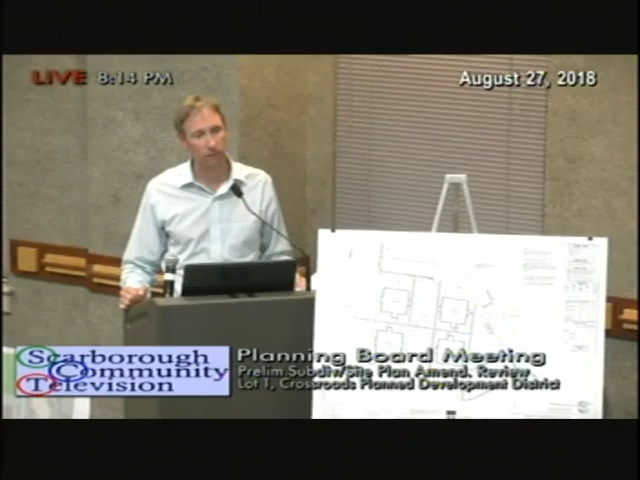 LIVE 8:14 PM
August 27, 2018
Scarborough
Community
Television
Planning Board Meeting
Prelim.Subdiv/Site Plan Amend. Review
Lot 1, Crossroads Planned Development District